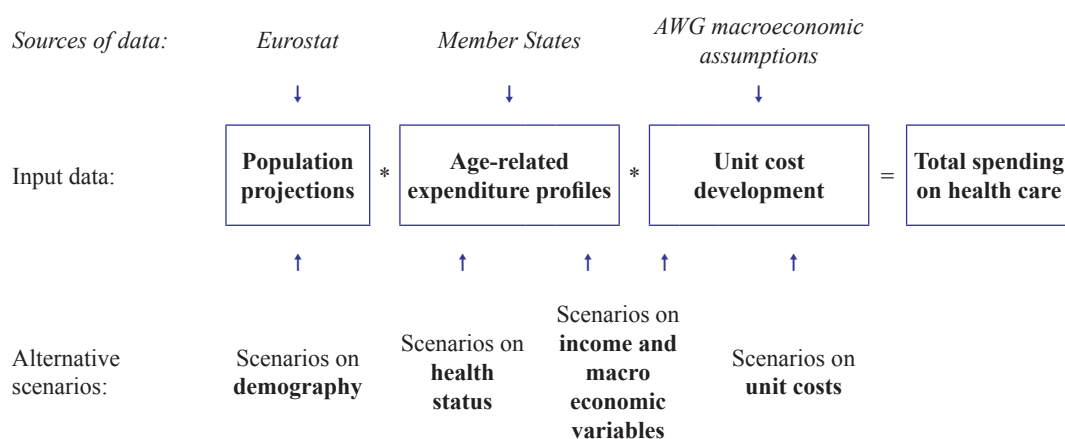 Sources of data:
Eurostat
Member States
AWG macroeconomic
assumptions
Input data:
Population
projections
*
Age-related
expenditure profiles
*
Unit cost
development
=
Total spending
on health care
Alternative
scenarios:
Scenarios on
demography
Scenarios on
health
status
Scenarios on
income and
macro
economic
variables
Scenarios on
unit costs